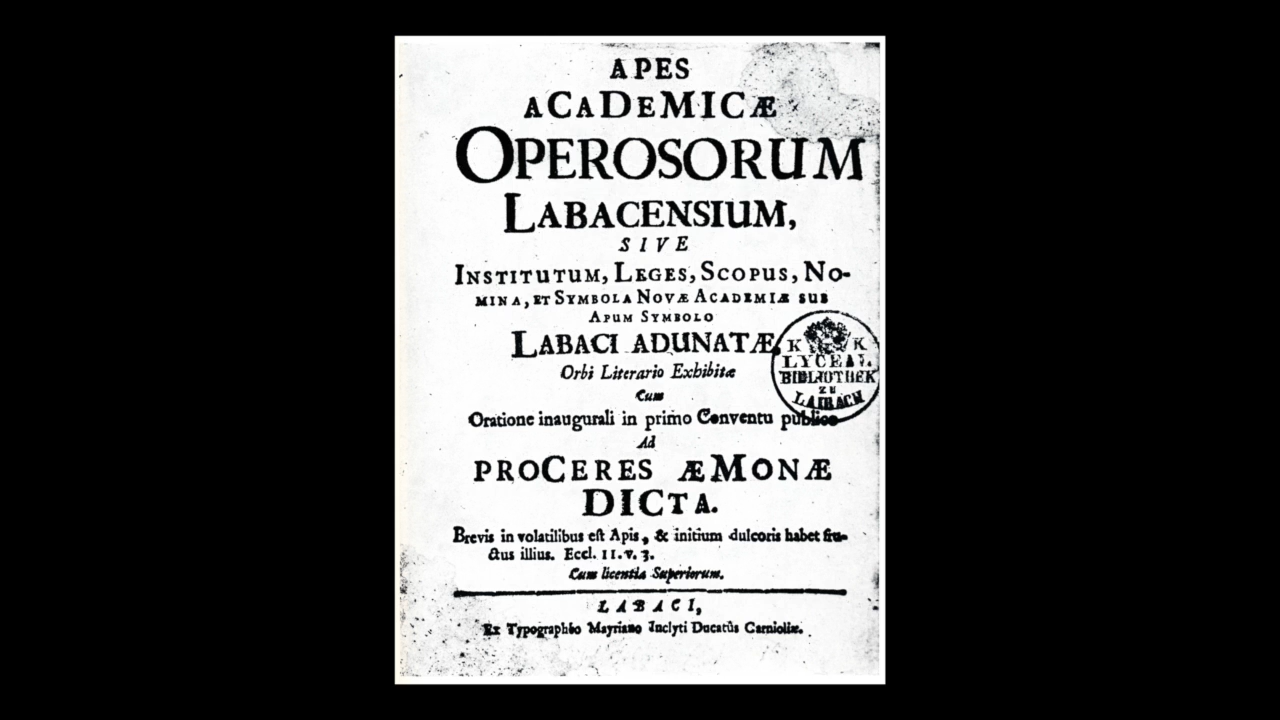 APES
ACADEMICÆ
OPEROSORUM
LABACENSIUM,
SIVE
INSTITUTUM, LEGES, SCOPUS, NO-
MINA, ET SYMBOLA NOVÆ ACADEMIÆ SUB
APUM SYMBOLO
LABACI ADUNATÆ,
Orbi Literario Exhibitæ
Cum
Oratione inaugurali in primo Conventu publico
Ad
PROCERES ÆMONÆ
DICTA.
Brevis in volatilibus est Apis, & initium dulcoris habet fru-
ctus illius. Eccl. 11. v. 3.
Cum licentia Superiorum.
LABACI,
Ex Typographéo Mayriano Inclyti Ducatûs Carnioliæ.
K K
LYCEAL
BIBLIOTHEK
ZU
LAIBACH